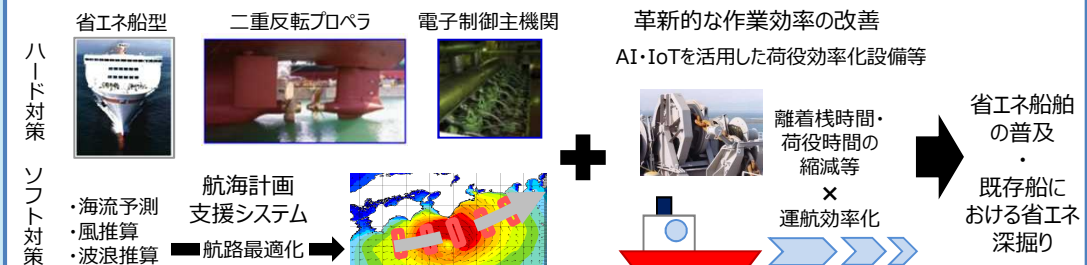 ハード対策
省エネ船型
二重反転プロペラ
電子制御主機関
ソフト対策
・海流予測
・風推算
・波浪推算
航海計画
支援システム
航路最適化
革新的な作業効率の改善
AI・IoTを活用した荷役効率化設備等
離着桟時間・
荷役時間の
縮減等
×
運航効率化
省エネ船舶
の普及
・
既存船に
おける省エネ
深掘り